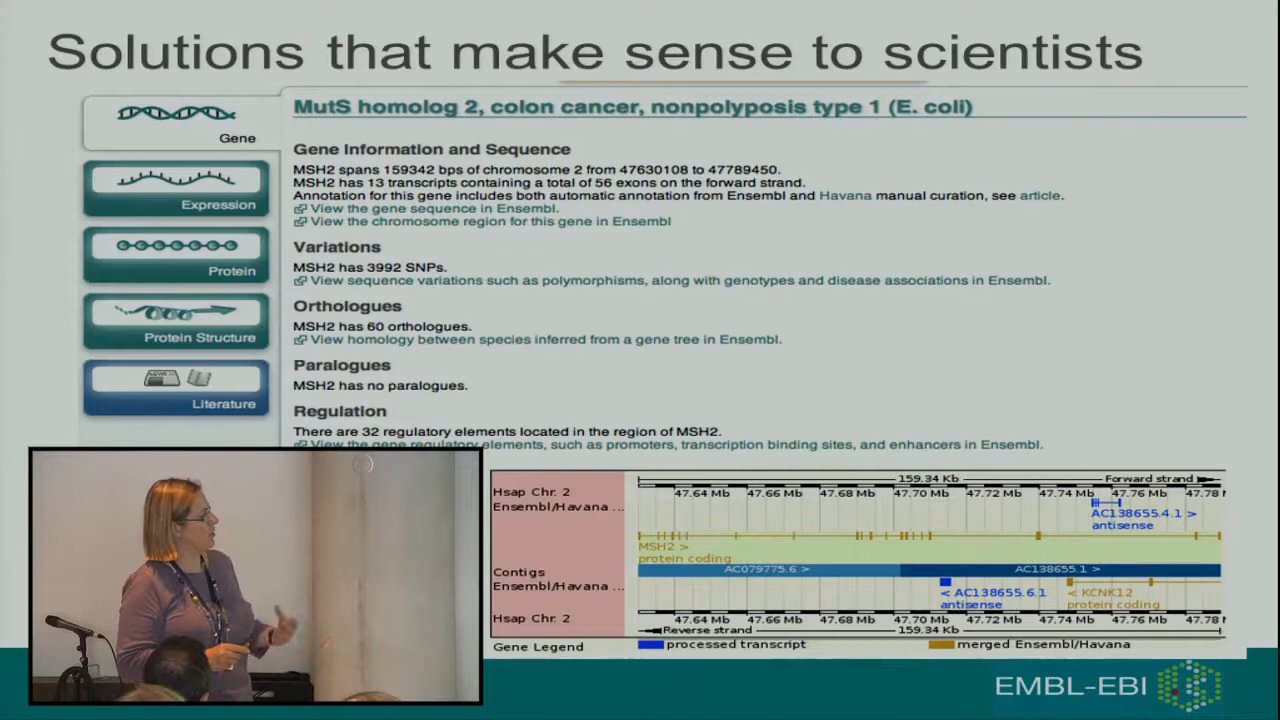 Solutions that make sense to scientists
Gene
Expression
Protein
Protein Structure
Literature
MutS homolog 2, colon cancer, nonpolyposis type 1 (E. coli)
Gene Information and Sequence
MSH2 spans 159342 bps of chromosome 2 from 47630108 to 47789450.
MSH2 has 13 transcripts containing a total of 56 exons on the forward strand.
Annotation for this gene includes both automatic annotation from Ensembl and Havana manual curation, see article.
View the gene sequence in Ensembl.
View the chromosome region for this gene in Ensembl
Variations
MSH2 has 3992 SNPs.
View sequence variations such as polymorphisms, along with genotypes and disease associations in Ensembl.
Orthologues
MSH2 has 60 orthologues.
View homology between species inferred from a gene tree in Ensembl.
Paralogues
MSH2 has no paralogues.
Regulation
There are 32 regulatory elements located in the region of MSH2.
View the gene regulatory elements, such as promoters, transcription binding sites, and enhancers in Ensembl.
159.34 Kb Forward strand
Hsap Chr. 2 47.64 Mb 47.66 Mb 47.68 Mb 47.70 Mb 47.72 Mb 47.74 Mb 47.76 Mb 47.78
Ensembl/Havana ...
AC138655.4.1 >
antisense
MSH2 >
protein coding
Contigs AC079775.6 > AC138655.1 >
Ensembl/Havana ...
< AC138655.6.1 < KCNK12
antisense protein coding
Hsap Chr. 2 47.64 Mb 47.66 Mb 47.68 Mb 47.70 Mb 47.72 Mb 47.74 Mb 47.76 Mb 47.78
Reverse strand 159.34 Kb
Gene Legend processed transcript merged Ensembl/Havana
EMBL-EBI